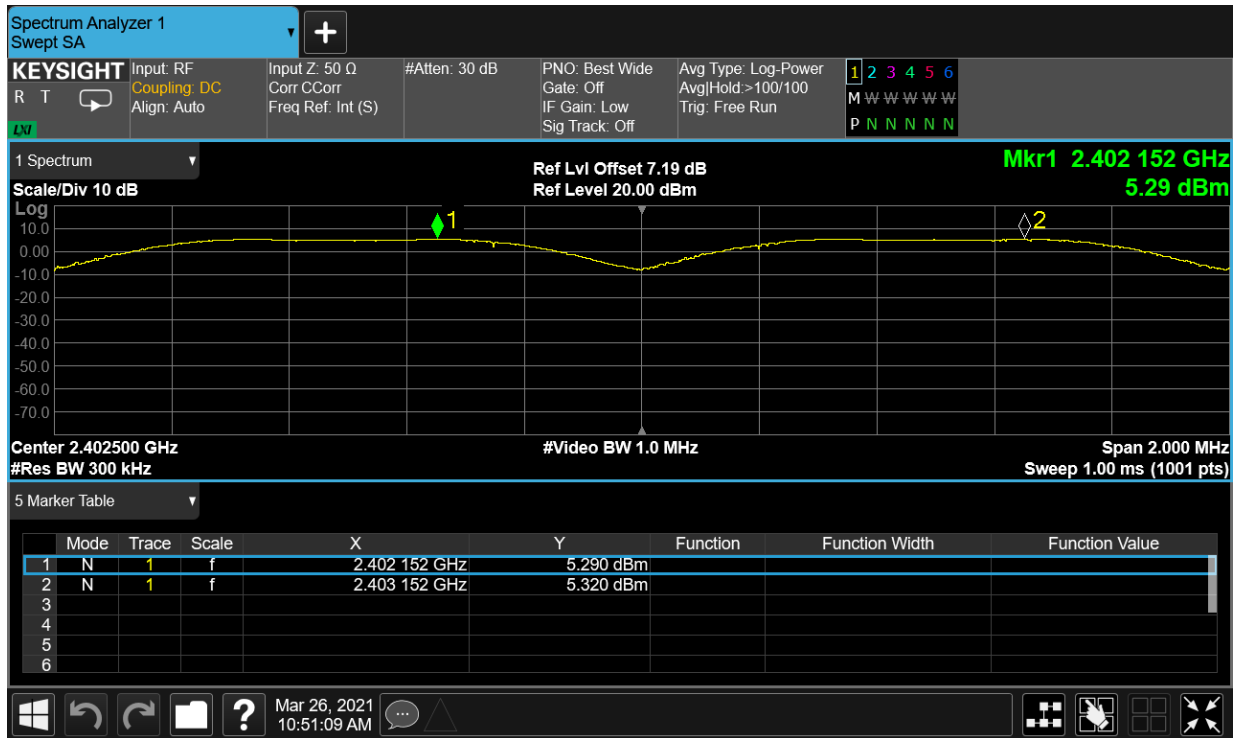 Spectrum Analyzer 1
Swept SA
KEYSIGHT Input: RF Input Z: 50 Ω #Atten: 30 dB PNO: Best Wide Avg Type: Log-Power 1 2 3 4 5 6
R T Coupling: DC Corr CCorr Gate: Off Avg|Hold:>100/100 M W W W W W
Align: Auto Freq Ref: Int (S) IF Gain: Low Trig: Free Run
LXI Sig Track: Off P N N N N N
1 Spectrum Ref Lvl Offset 7.19 dB Mkr1 2.402 152 GHz
Scale/Div 10 dB Ref Level 20.00 dBm 5.29 dBm
Log
1 2
10.0
0.00
-10.0
-20.0
-30.0
-40.0
-50.0
-60.0
-70.0
Center 2.402500 GHz #Video BW 1.0 MHz Span 2.000 MHz
#Res BW 300 kHz Sweep 1.00 ms (1001 pts)
5 Marker Table
Mode Trace Scale X Y Function Function Width Function Value
1 N 1 f 2.402 152 GHz 5.290 dBm
2 N 1 f 2.403 152 GHz 5.320 dBm
3
4
5
6
? Mar 26, 2021
10:51:09 AM